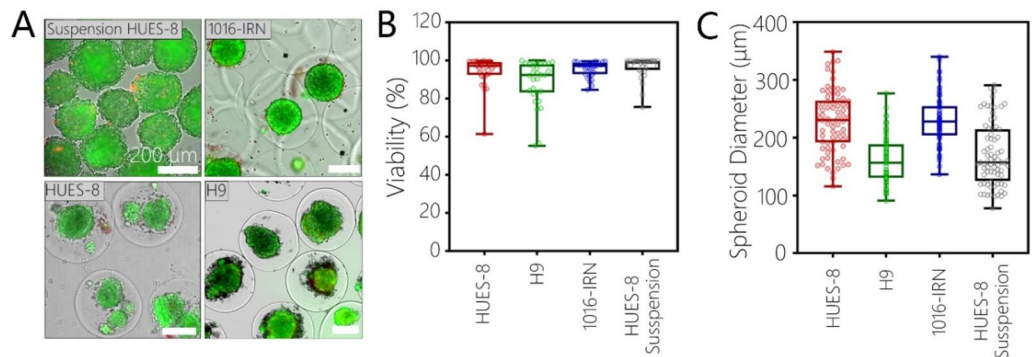 A
Suspension HUES-8
1016-IRN
200 µm
HUES-8
H9
B
Viability (%)
120
100
80
60
40
20
0
HUES-8
H9
1016-IRN
HUES-8
Susspension
C
Spheroid Diameter (µm)
400
300
200
100
0
HUES-8
H9
1016-IRN
HUES-8
Susspension